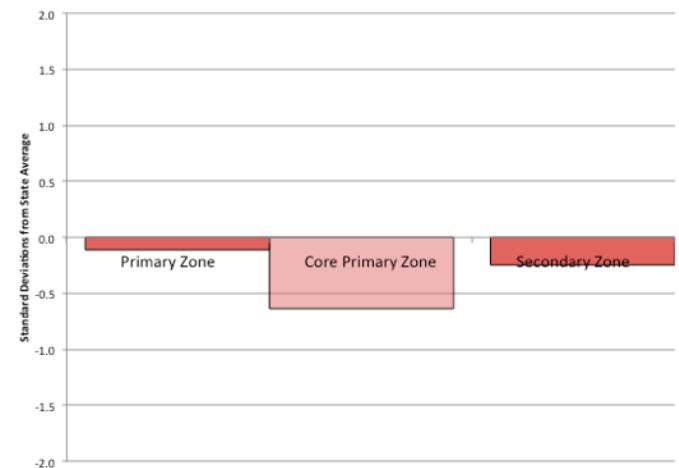 2.0
1.5
1.0
0.5
0.0
-0.5
-1.0
-1.5
-2.0
Standard Deviations from State Average
Primary Zone
Core Primary Zone
Secondary Zone